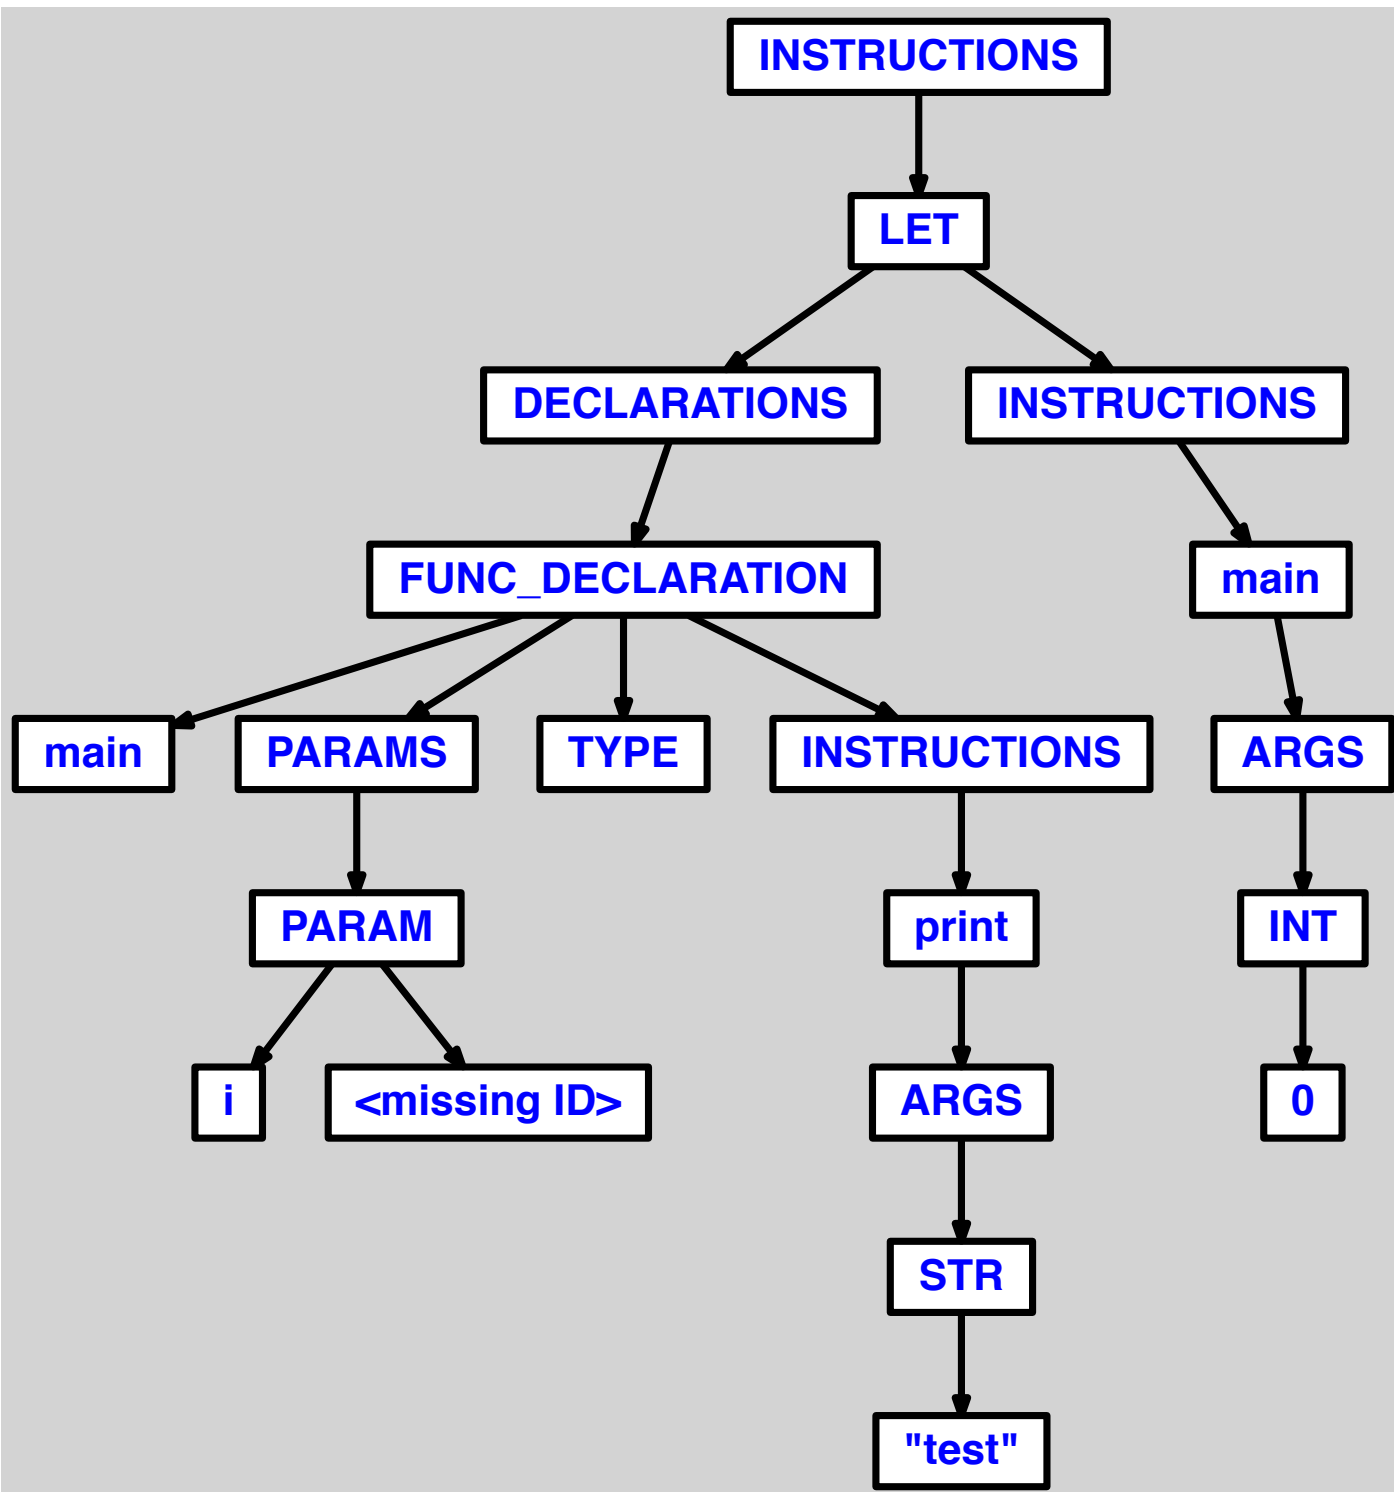 INSTRUCTIONS
LET
DECLARATIONS
INSTRUCTIONS
FUNC_DECLARATION
main
main
PARAMS
TYPE
INSTRUCTIONS
ARGS
PARAM
print
INT
i
<missing ID>
ARGS
0
STR
"test"